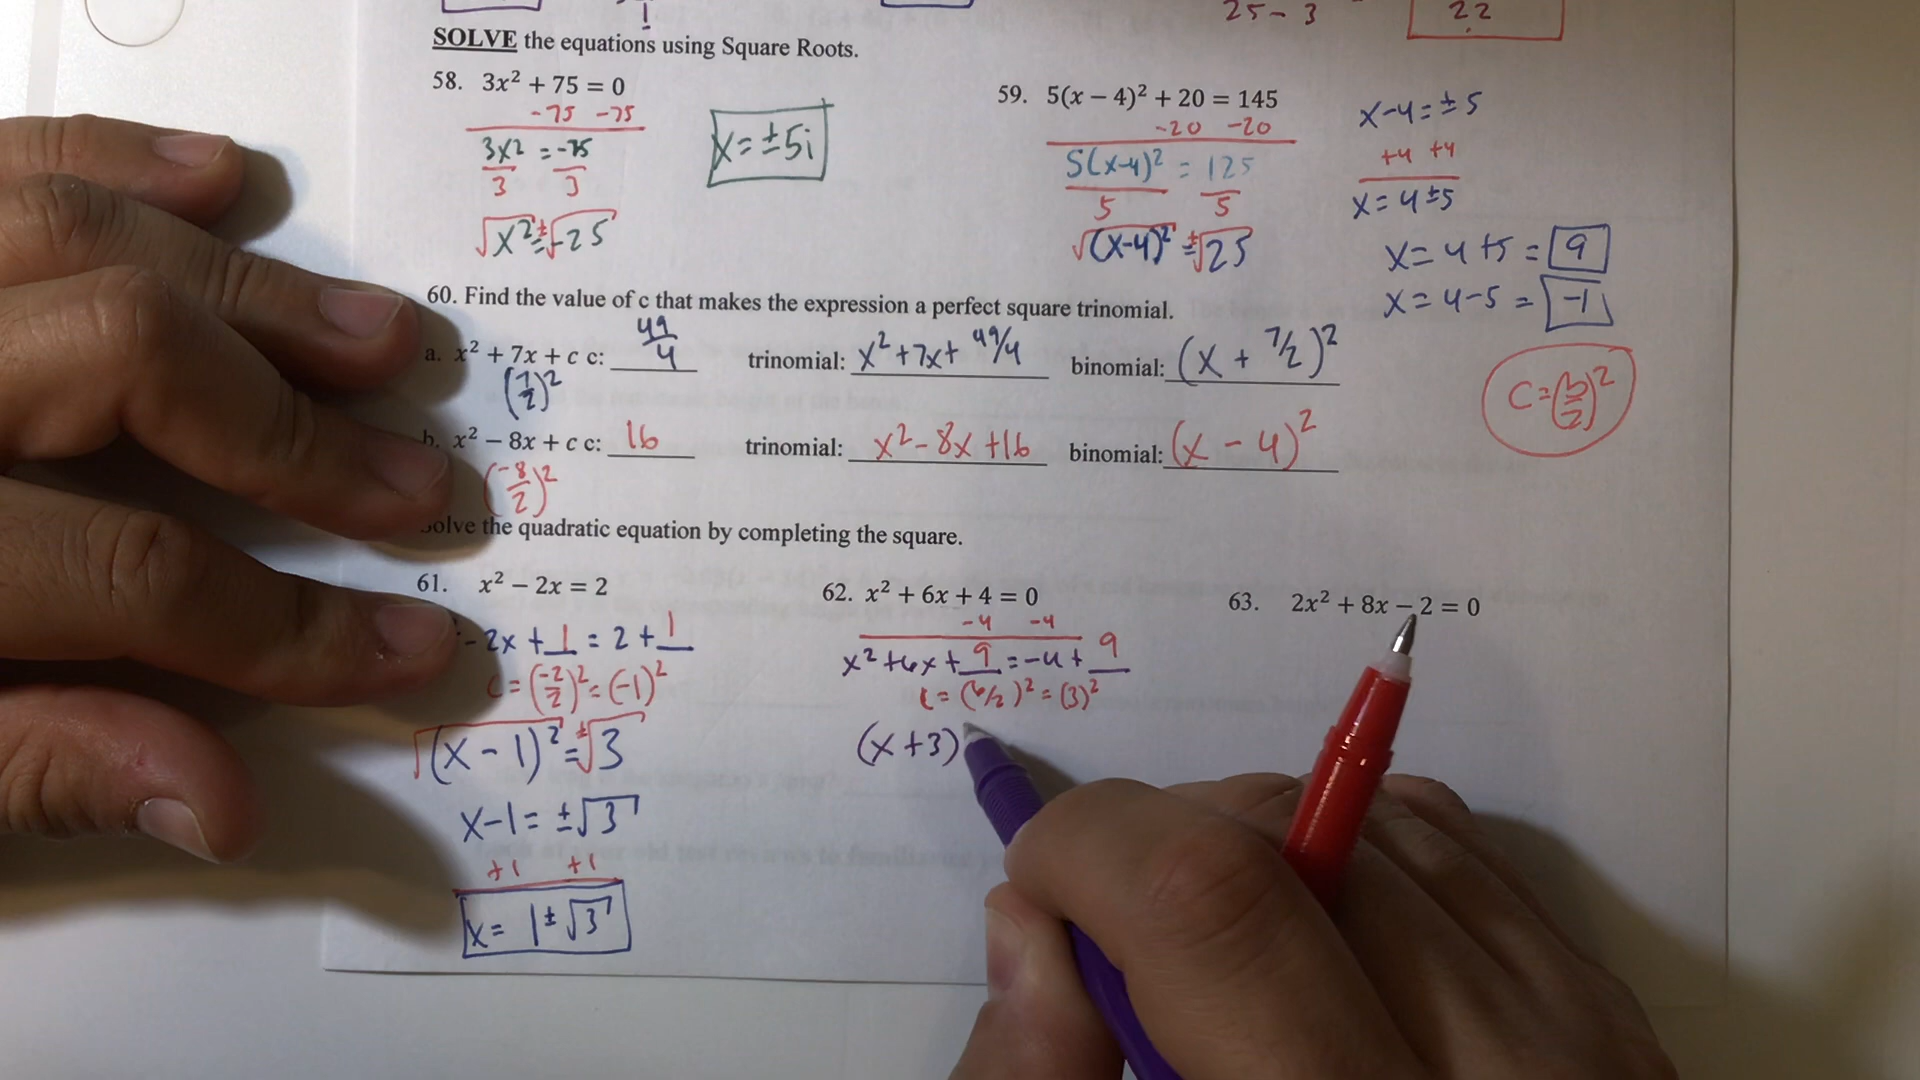 25 - 3
22
SOLVE the equations using Square Roots.
58. 3x² + 75 = 0
-75 -75
3x² = -75
3 3
√x² = ±√-25
x = ±5i
59. 5(x − 4)² + 20 = 145
-20 -20
5(x-4)² = 125
5 5
√(x-4)² = ±√25
x-4 = ±5
+4 +4
x = 4±5
x = 4+5 = 9
x = 4-5 = -1
60. Find the value of c that makes the expression a perfect square trinomial.
a. x² + 7x + c c: 49/4 trinomial: x²+7x+ 49/4 binomial: (x + 7/2)²
(7/2)²
C=(b/2)²
b. x² − 8x + c c: 16 trinomial: x²-8x+16 binomial: (x - 4)²
(-8/2)²
olve the quadratic equation by completing the square.
61. x² − 2x = 2
- 2x + 1 = 2 + 1
c = (-2/2)² = (-1)²
√(x - 1)² = ±√3
x-1 = ±√3
+1 +1
x = 1±√3
62. x² + 6x + 4 = 0
-4 -4
x²+6x+ 9 = -4+ 9
c = (6/2)² = (3)²
(x+3)
63. 2x² + 8x − 2 = 0